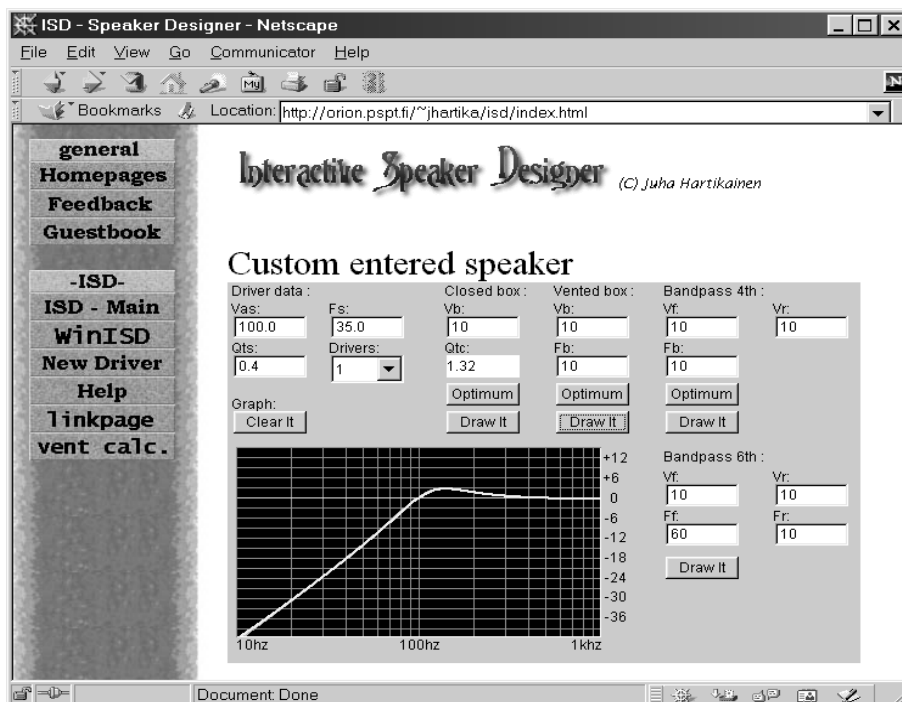 ISD - Speaker Designer - Netscape
File Edit View Go Communicator Help
My
N
Bookmarks Location: http://orion.pspt.fi/~jhartika/isd/index.html
general
Homepages
Feedback
Guestbook
-ISD-
ISD - Main
WinISD
New Driver
Help
linkpage
vent calc.
Interactive Speaker Designer (C) Juha Hartikainen
Custom entered speaker
Driver data : Closed box : Vented box : Bandpass 4th :
Vas: Fs: Vb: Vb: Vf: Vr:
100.0 35.0 10 10 10 10
Qts: Drivers: Qtc: Fb: Fb:
0.4 1 1.32 10 10
Optimum Optimum Optimum
Graph:
Clear It Draw It Draw It Draw It
+12
+6
0
-6
-12
-18
-24
-30
-36
10hz 100hz 1khz
Bandpass 6th :
Vf: Vr:
10 10
Ff: Fr:
60 10
Draw It
Document: Done